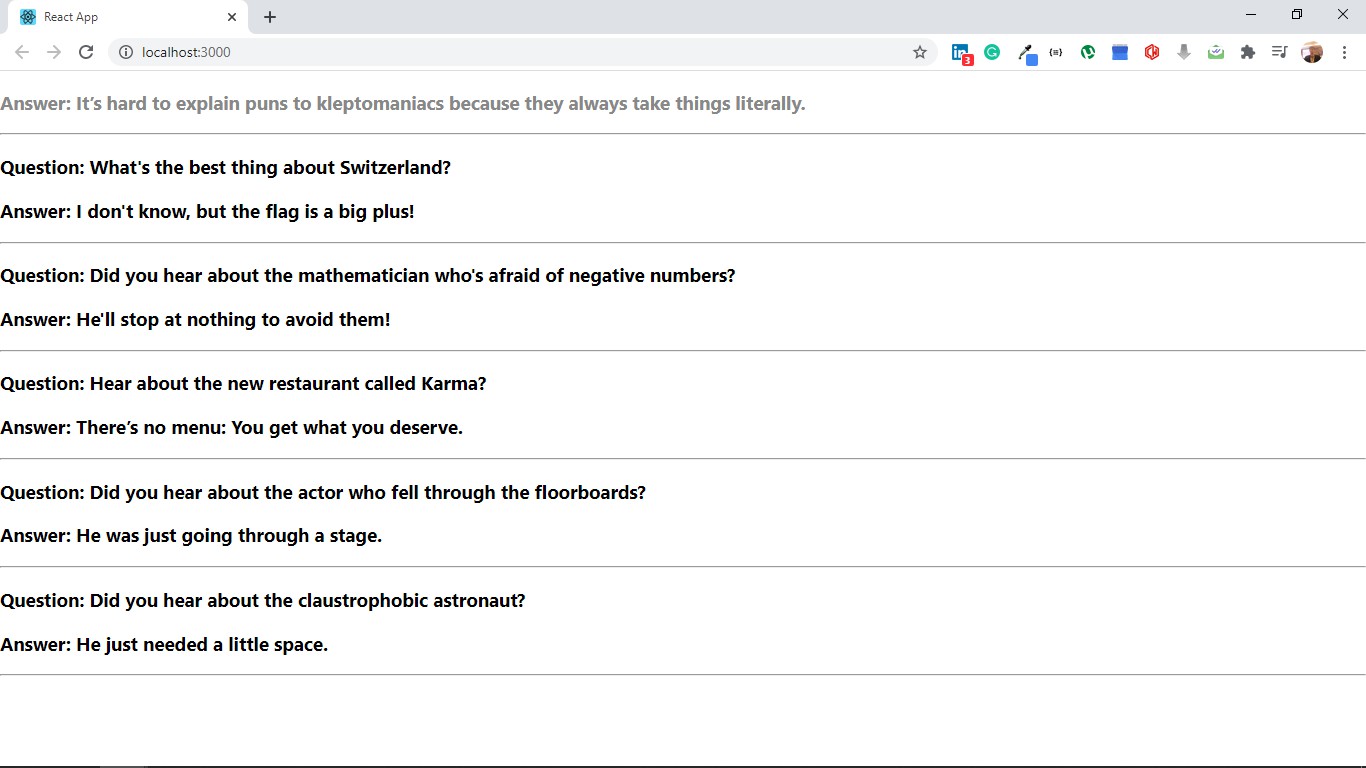 React App
localhost:3000
3
Answer: It’s hard to explain puns to kleptomaniacs because they always take things literally.
Question: What's the best thing about Switzerland?
Answer: I don't know, but the flag is a big plus!
Question: Did you hear about the mathematician who's afraid of negative numbers?
Answer: He'll stop at nothing to avoid them!
Question: Hear about the new restaurant called Karma?
Answer: There’s no menu: You get what you deserve.
Question: Did you hear about the actor who fell through the floorboards?
Answer: He was just going through a stage.
Question: Did you hear about the claustrophobic astronaut?
Answer: He just needed a little space.